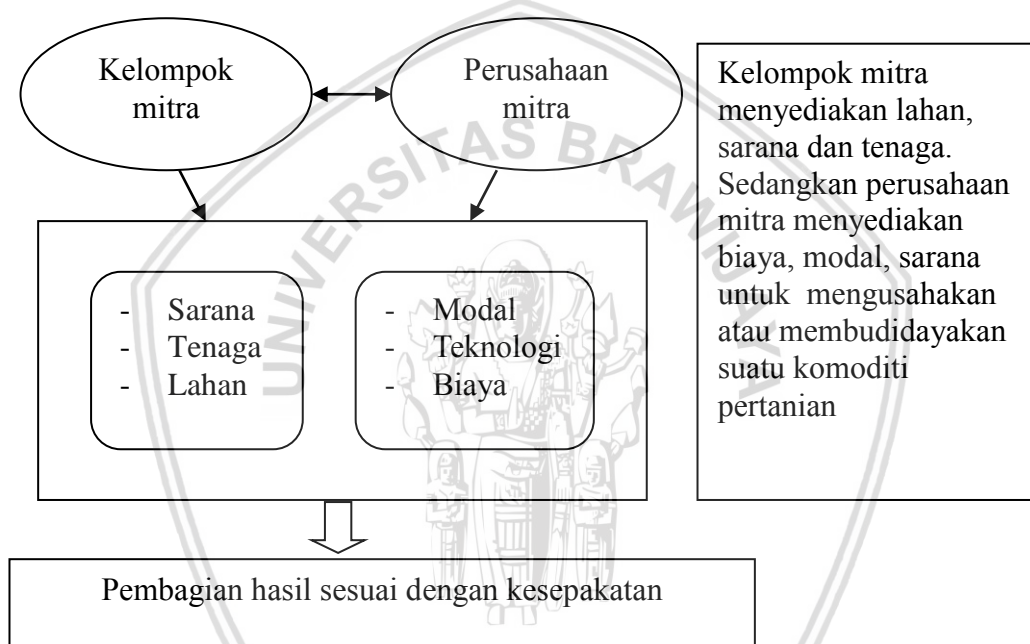 Kelompok
mitra
Perusahaan
mitra
Kelompok mitra
menyediakan lahan,
sarana dan tenaga.
Sedangkan perusahaan
mitra menyediakan
biaya, modal, sarana
untuk mengusahakan
atau membudidayakan
suatu komoditi
pertanian
- Sarana
- Tenaga
- Lahan
- Modal
- Teknologi
- Biaya
Pembagian hasil sesuai dengan kesepakatan
UNIVERSITAS BRAWIJAYA